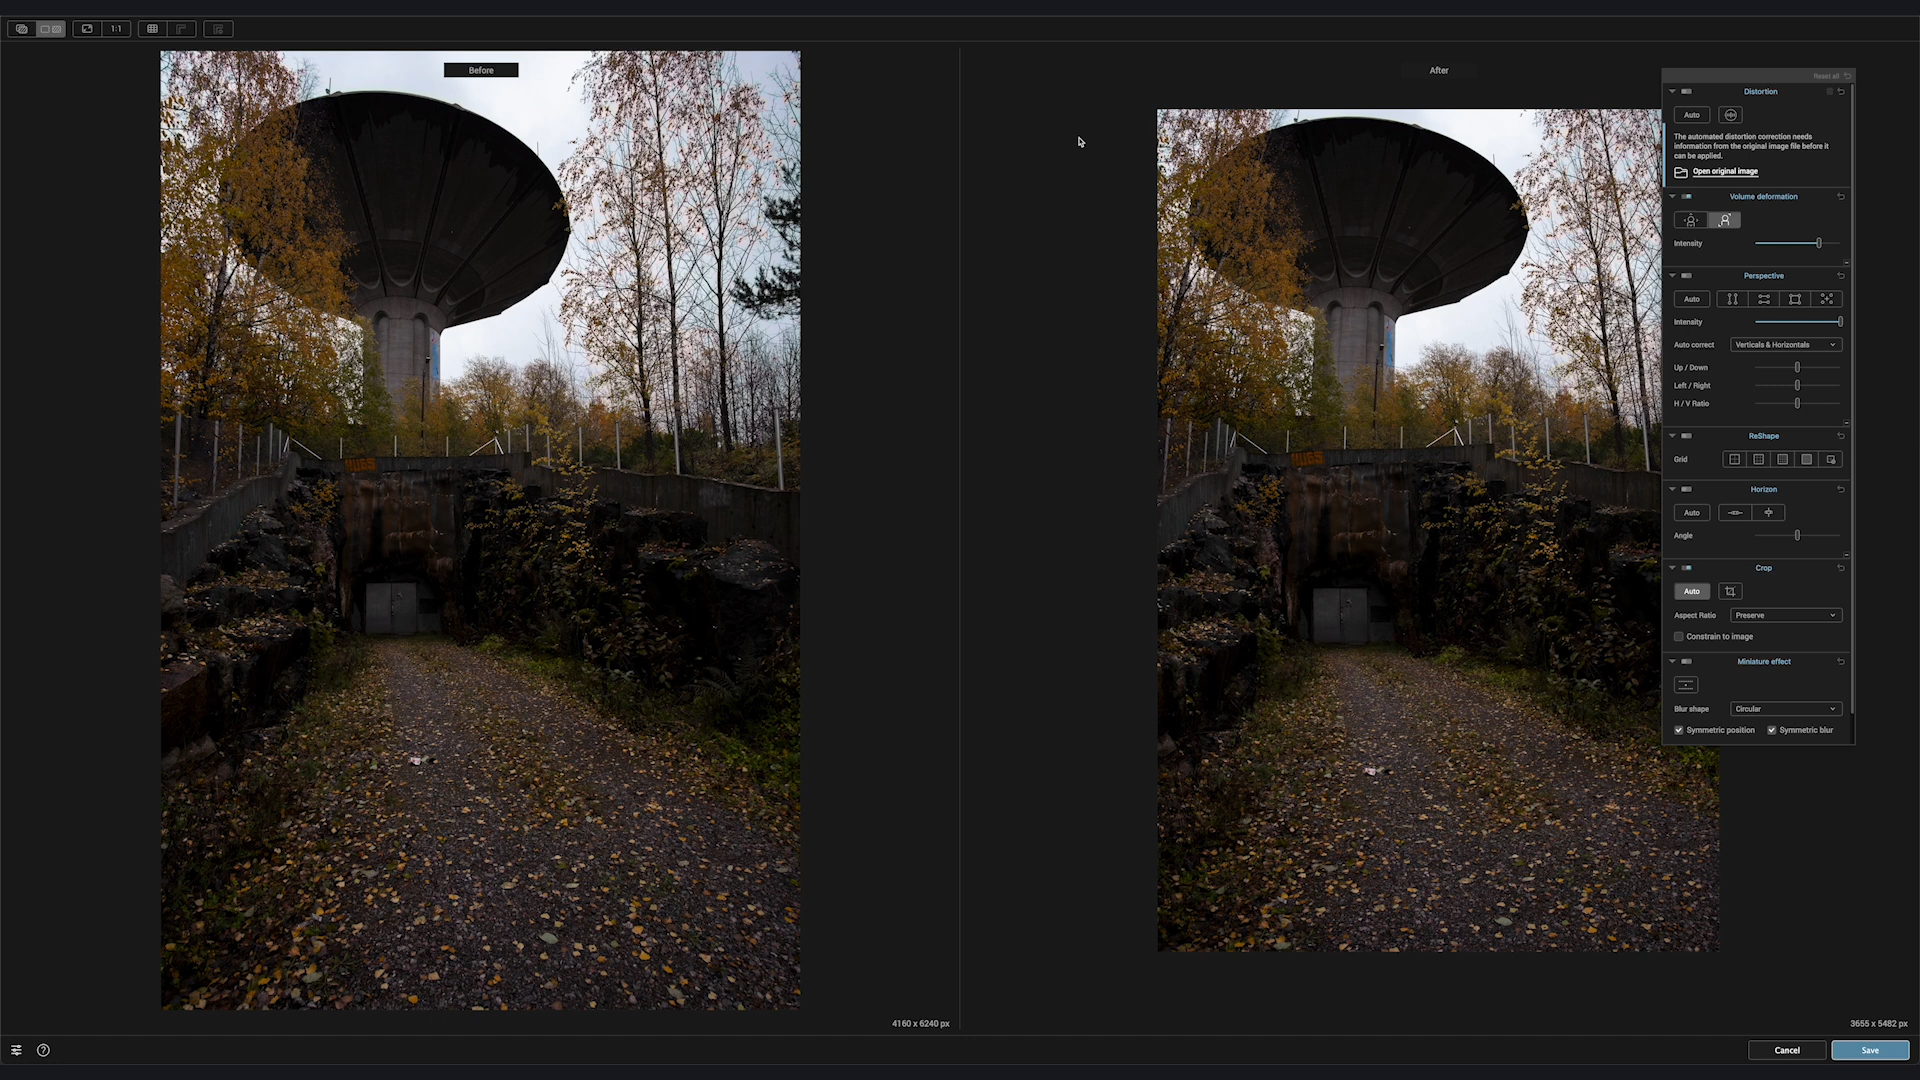 1:1
Before
After
Reset all
Distortion
Auto
The automated distortion correction needs
information from the original image file before it
can be applied.
Open original image
Volume deformation
Intensity
Perspective
Auto
Intensity
Auto correct Verticals & Horizontals
Up / Down
Left / Right
H / V Ratio
ReShape
Grid
Horizon
Auto
Angle
Crop
Auto
Aspect Ratio Preserve
Constrain to image
Miniature effect
Blur shape Circular
Symmetric position Symmetric blur
4160 x 6240 px
3655 x 5482 px
?
Cancel Save